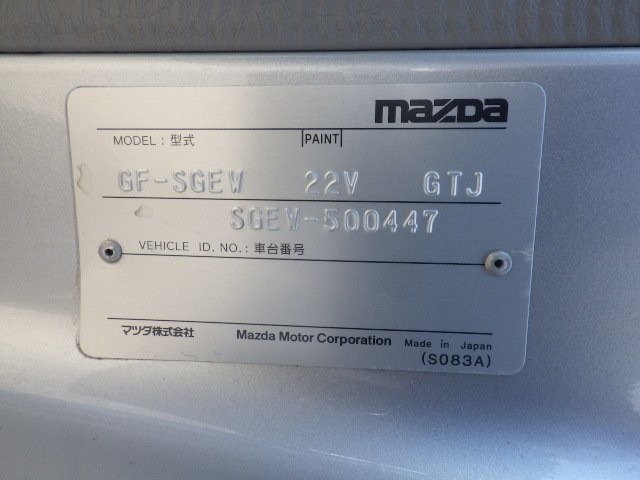 mazda
MODEL : 型式 PAINT
GF-SGEW 22V GTJ
SGEW-500447
VEHICLE ID. NO. : 車台番号
マツダ株式会社 Mazda Motor Corporation Made in Japan
(S083A)